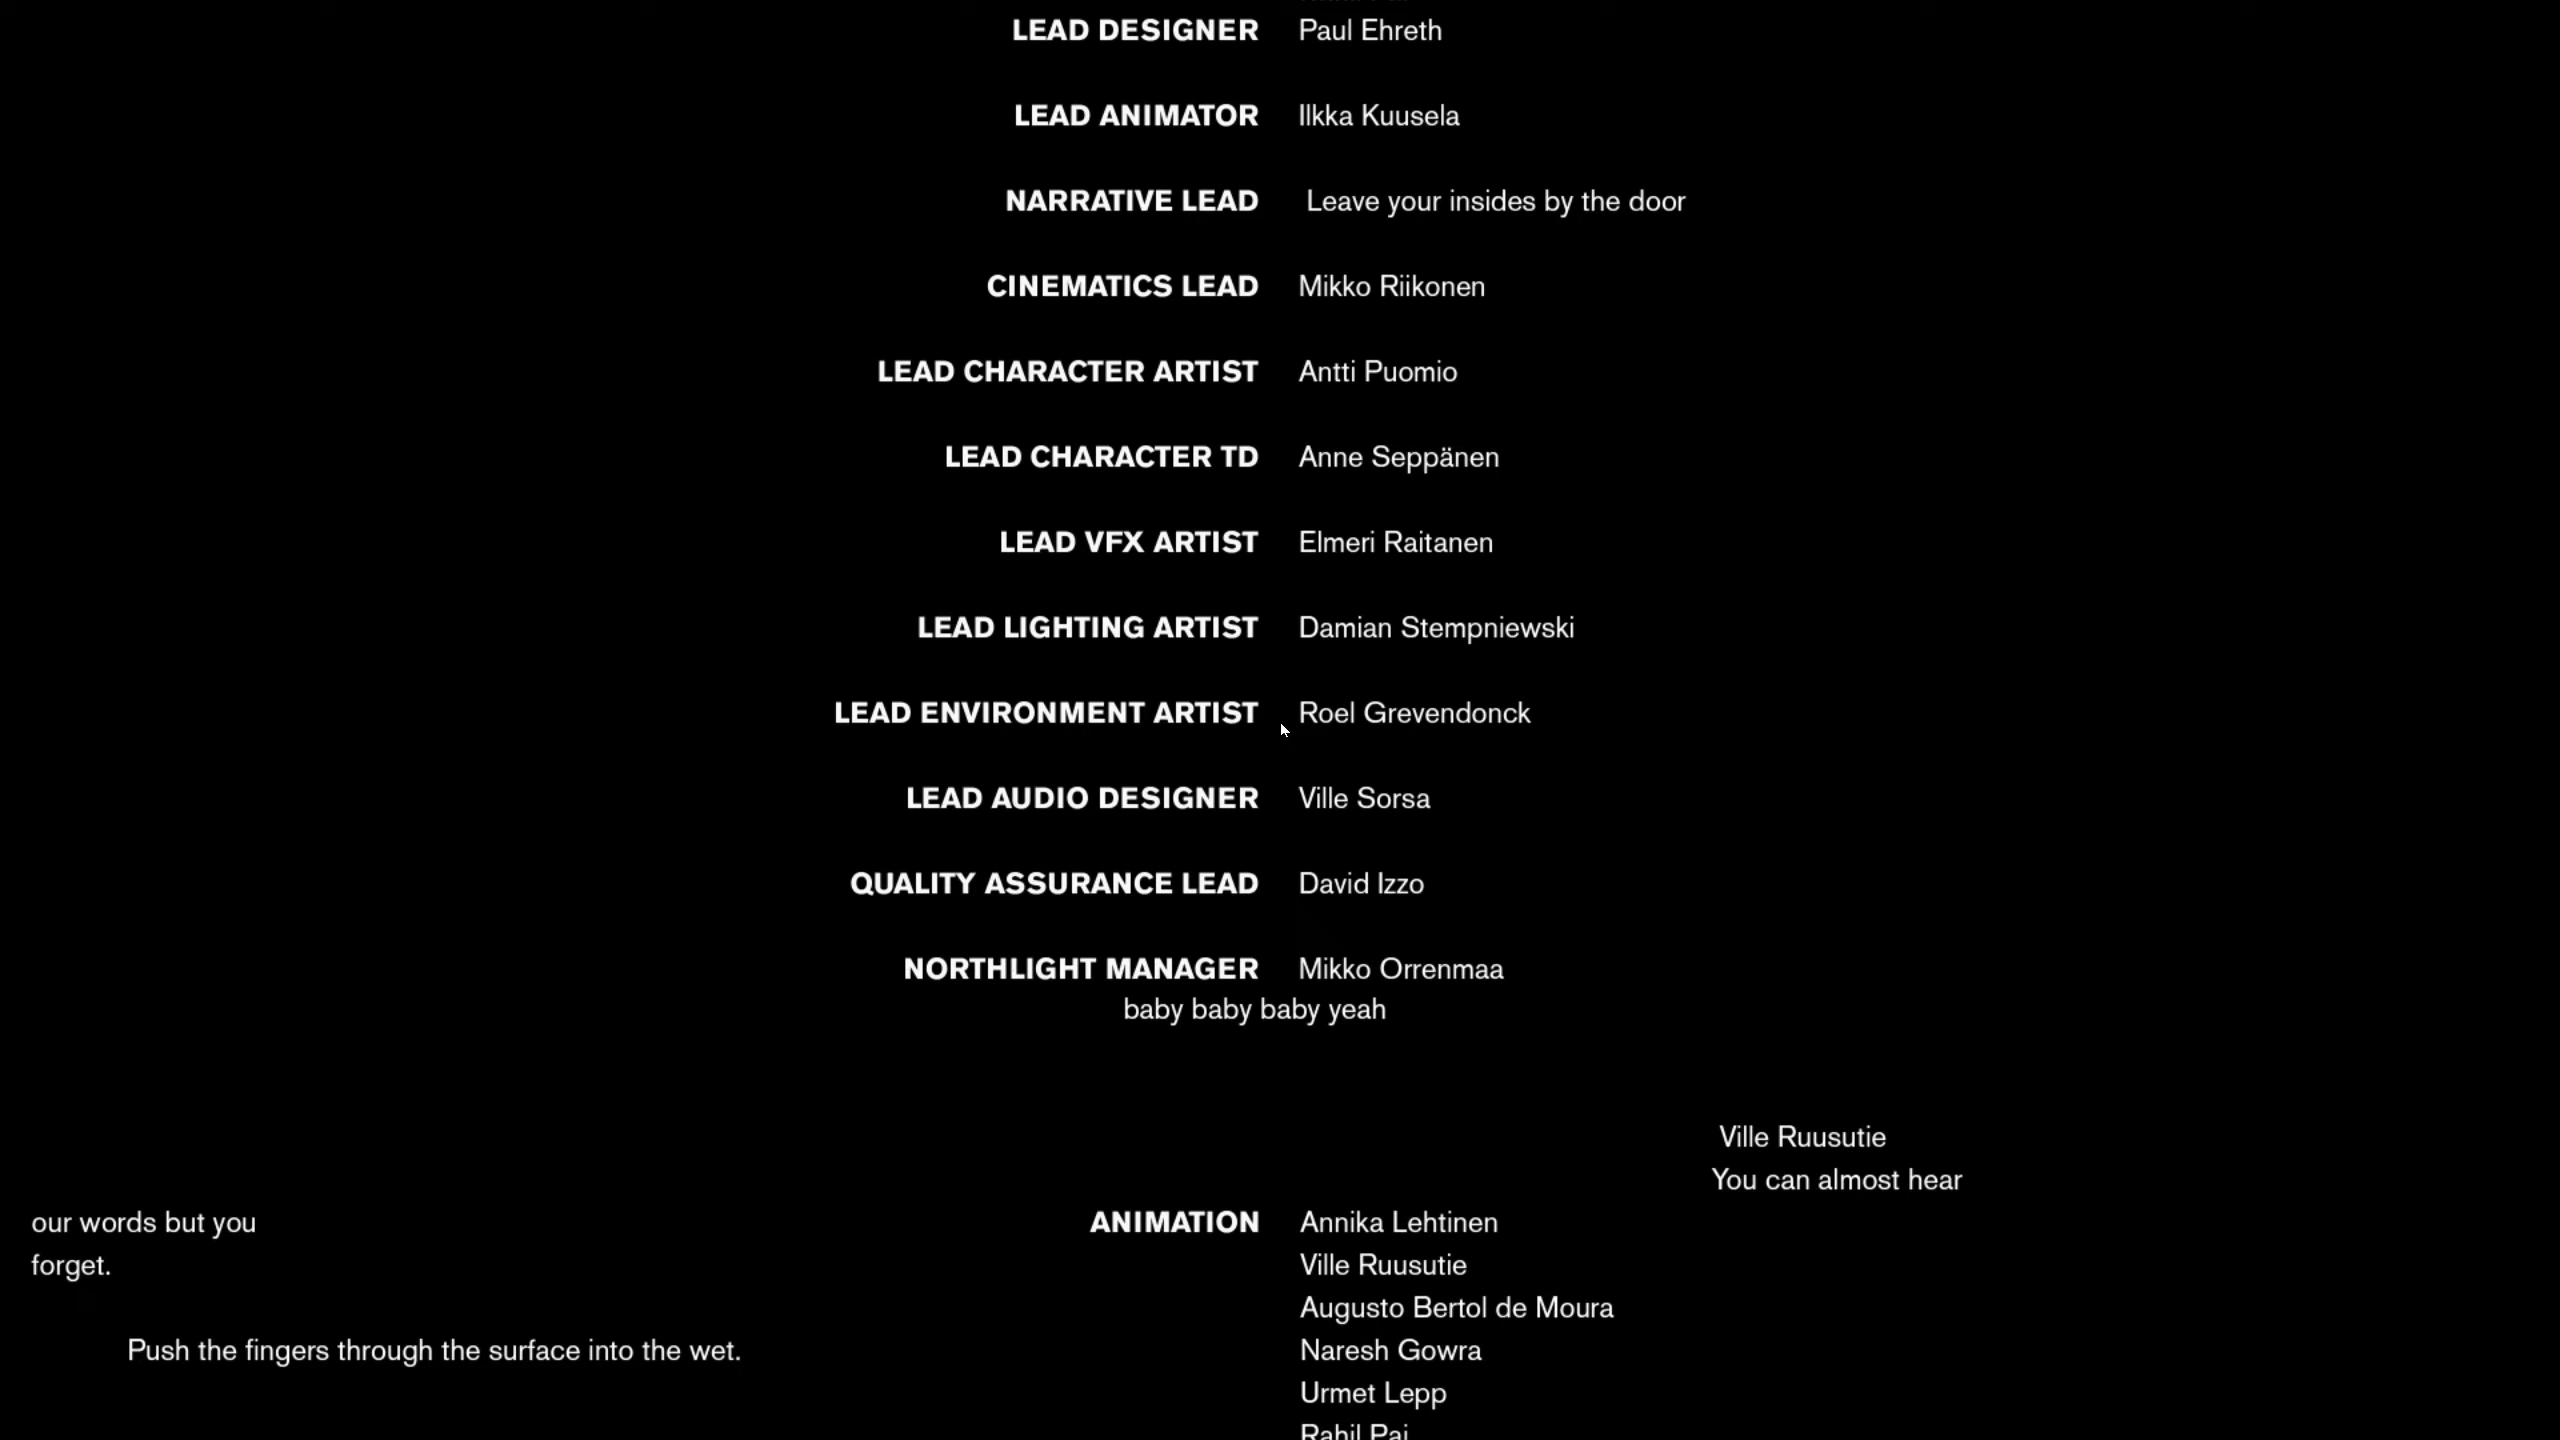 LEAD DESIGNER Paul Ehreth
LEAD ANIMATOR Ilkka Kuusela
NARRATIVE LEAD Leave your insides by the door
CINEMATICS LEAD Mikko Riikonen
LEAD CHARACTER ARTIST Antti Puomio
LEAD CHARACTER TD Anne Seppänen
LEAD VFX ARTIST Elmeri Raitanen
LEAD LIGHTING ARTIST Damian Stempniewski
LEAD ENVIRONMENT ARTIST Roel Grevendonck
LEAD AUDIO DESIGNER Ville Sorsa
QUALITY ASSURANCE LEAD David Izzo
NORTHLIGHT MANAGER Mikko Orrenmaa
baby baby baby yeah
Ville Ruusutie
You can almost hear
our words but you
forget.
Push the fingers through the surface into the wet.
ANIMATION Annika Lehtinen
Ville Ruusutie
Augusto Bertol de Moura
Naresh Gowra
Urmet Lepp
Rahil Pai